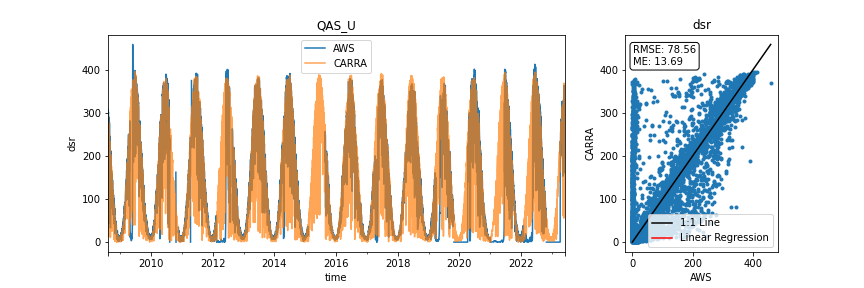 QAS_U
dsr
400
300
200
100
0
dsr
2010
2012
2014
2016
2018
2020
2022
time
AWS
CARRA
dsr
CARRA
400
300
200
100
0
0
200
400
AWS
RMSE: 78.56
ME: 13.69
1:1 Line
Linear Regression